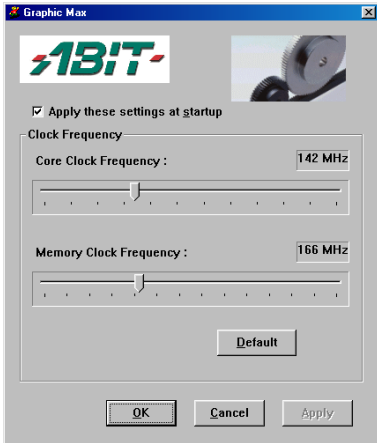 Graphic Max
ABIT
Apply these settings at startup
Clock Frequency
Core Clock Frequency :
142 MHz
Memory Clock Frequency :
166 MHz
Default
OK
Cancel
Apply